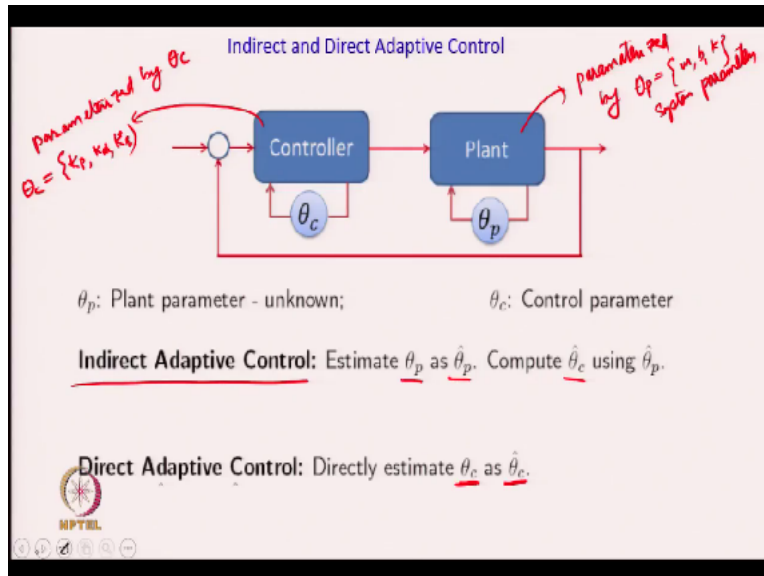 Indirect and Direct Adaptive Control
parameterized by θc
θc = {Kp, Kd, Ki}
parameterized
by θp = {m, b, k}
system parameters
Controller
Plant
θc
θp
θp: Plant parameter - unknown;
θc: Control parameter
Indirect Adaptive Control: Estimate θp as θ̂p. Compute θ̂c using θ̂p.
Direct Adaptive Control: Directly estimate θc as θ̂c.
NPTEL